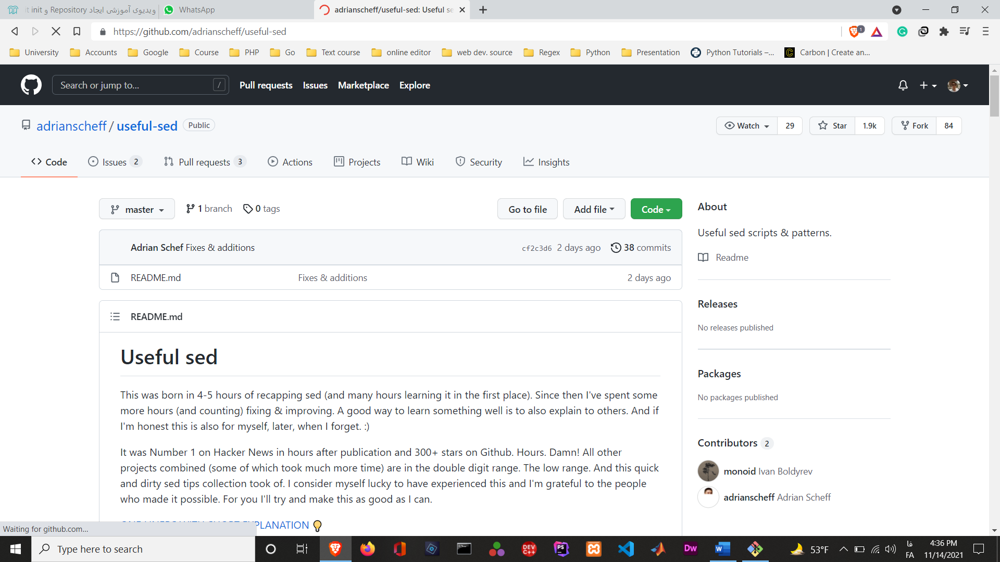 ویدیوی آموزشی ایجاد Repository و it init
WhatsApp
adrianscheff/useful-sed: Useful se
https://github.com/adrianscheff/useful-sed
1
University
Accounts
Google
Course
PHP
Go
Text course
online editor
web dev. source
Regex
Python
Presentation
Python Tutorials –...
Carbon | Create an...
Search or jump to...
/
Pull requests
Issues
Marketplace
Explore
adrianscheff / useful-sed
Public
Watch
29
Star
1.9k
Fork
84
Code
Issues 2
Pull requests 3
Actions
Projects
Wiki
Security
Insights
master
1 branch
0 tags
Go to file
Add file
Code
Adrian Schef Fixes & additions
cf2c3d6 2 days ago
38 commits
README.md
Fixes & additions
2 days ago
README.md
Useful sed
This was born in 4-5 hours of recapping sed (and many hours learning it in the first place). Since then I've spent some
more hours (and counting) fixing & improving. A good way to learn something well is to also explain to others. And if
I'm honest this is also for myself, later, when I forget. :)
It was Number 1 on Hacker News in hours after publication and 300+ stars on Github. Hours. Damn! All other
projects combined (some of which took much more time) are in the double digit range. The low range. And this quick
and dirty sed tips collection took of. I consider myself lucky to have experienced this and I'm grateful to the people
who made it possible. For you I'll try and make this as good as I can.
ONE LINERS WITH SHORT EXPLANATION
About
Useful sed scripts & patterns.
Readme
Releases
No releases published
Packages
No packages published
Contributors 2
monoid Ivan Boldyrev
adrianscheff Adrian Scheff
Waiting for github.com...
Type here to search
DEV
C++
PS
Dw
W
53°F
فا
FA
4:36 PM
11/14/2021